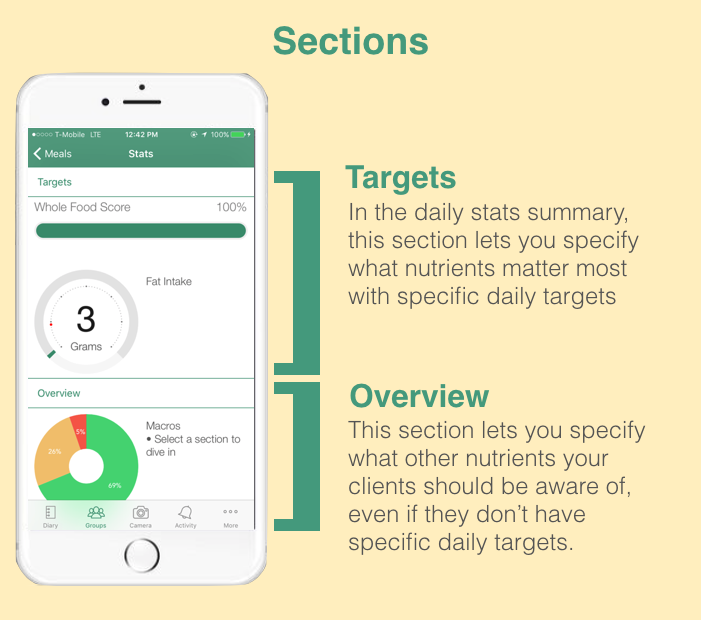 Sections
T-Mobile LTE 12:42 PM 100%
Meals Stats
Targets
Whole Food Score 100%
Fat Intake
3
Grams
Overview
Macros
• Select a section to
dive in
5%
26%
69%
Diary Groups Camera Activity More
Targets
In the daily stats summary,
this section lets you specify
what nutrients matter most
with specific daily targets
Overview
This section lets you specify
what other nutrients your
clients should be aware of,
even if they don't have
specific daily targets.